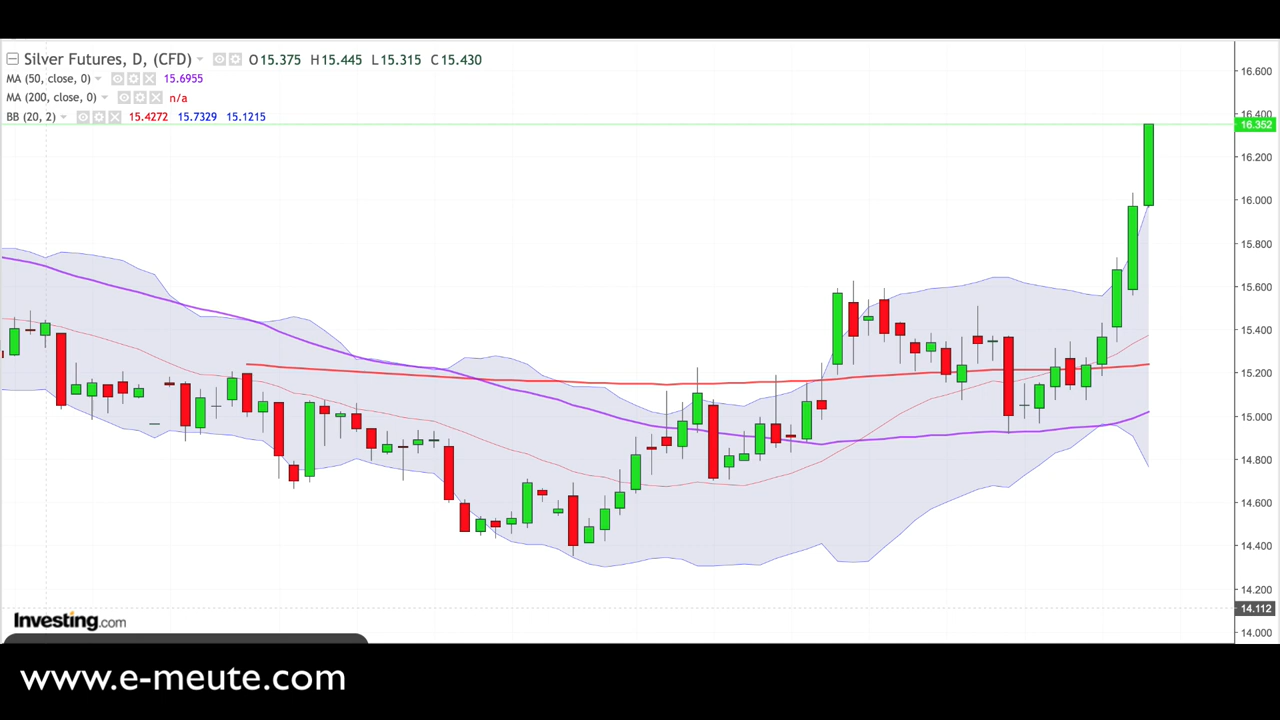 Silver Futures, D, (CFD) O15.375 H15.445 L15.315 C15.430
MA (50, close, 0) 15.6955
MA (200, close, 0) n/a
BB (20, 2) 15.4272 15.7329 15.1215
16.600
16.400
16.352
16.200
16.000
15.800
15.600
15.400
15.200
15.000
14.800
14.600
14.400
14.200
14.112
14.000
Investing.com
www.e-meute.com